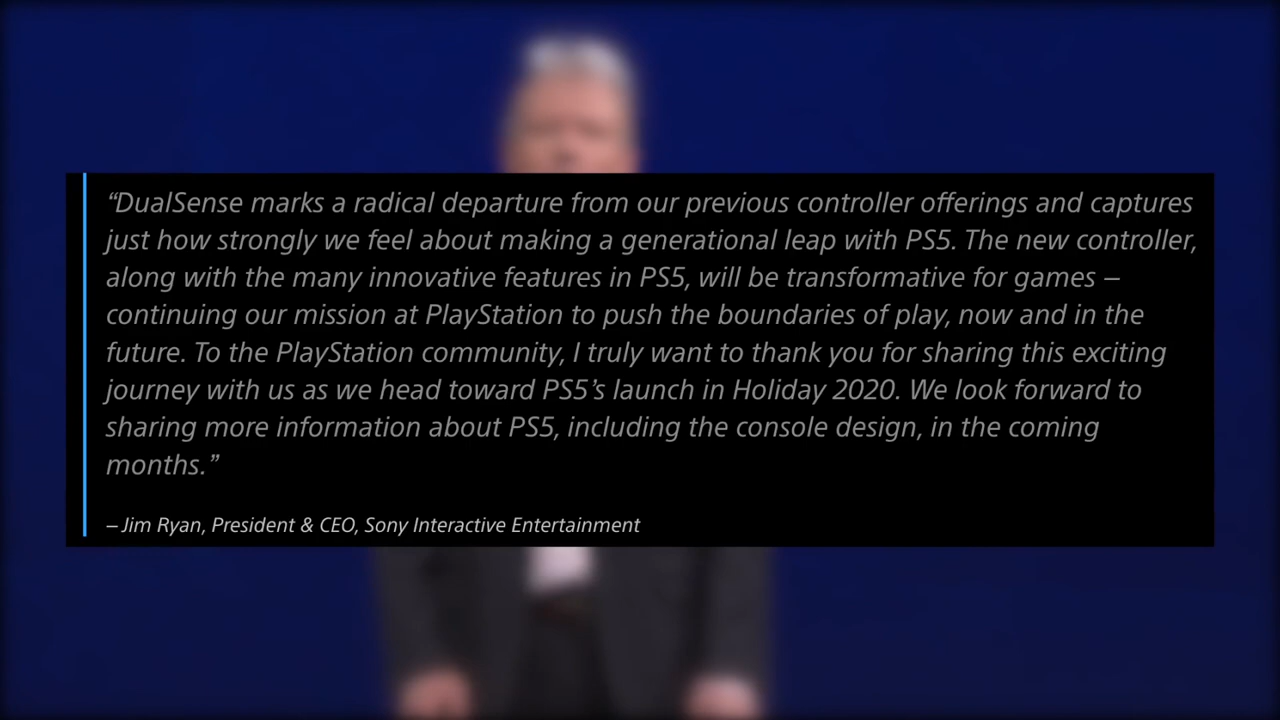 “DualSense marks a radical departure from our previous controller offerings and captures
just how strongly we feel about making a generational leap with PS5. The new controller,
along with the many innovative features in PS5, will be transformative for games –
continuing our mission at PlayStation to push the boundaries of play, now and in the
future. To the PlayStation community, I truly want to thank you for sharing this exciting
journey with us as we head toward PS5’s launch in Holiday 2020. We look forward to
sharing more information about PS5, including the console design, in the coming
months.”
– Jim Ryan, President & CEO, Sony Interactive Entertainment